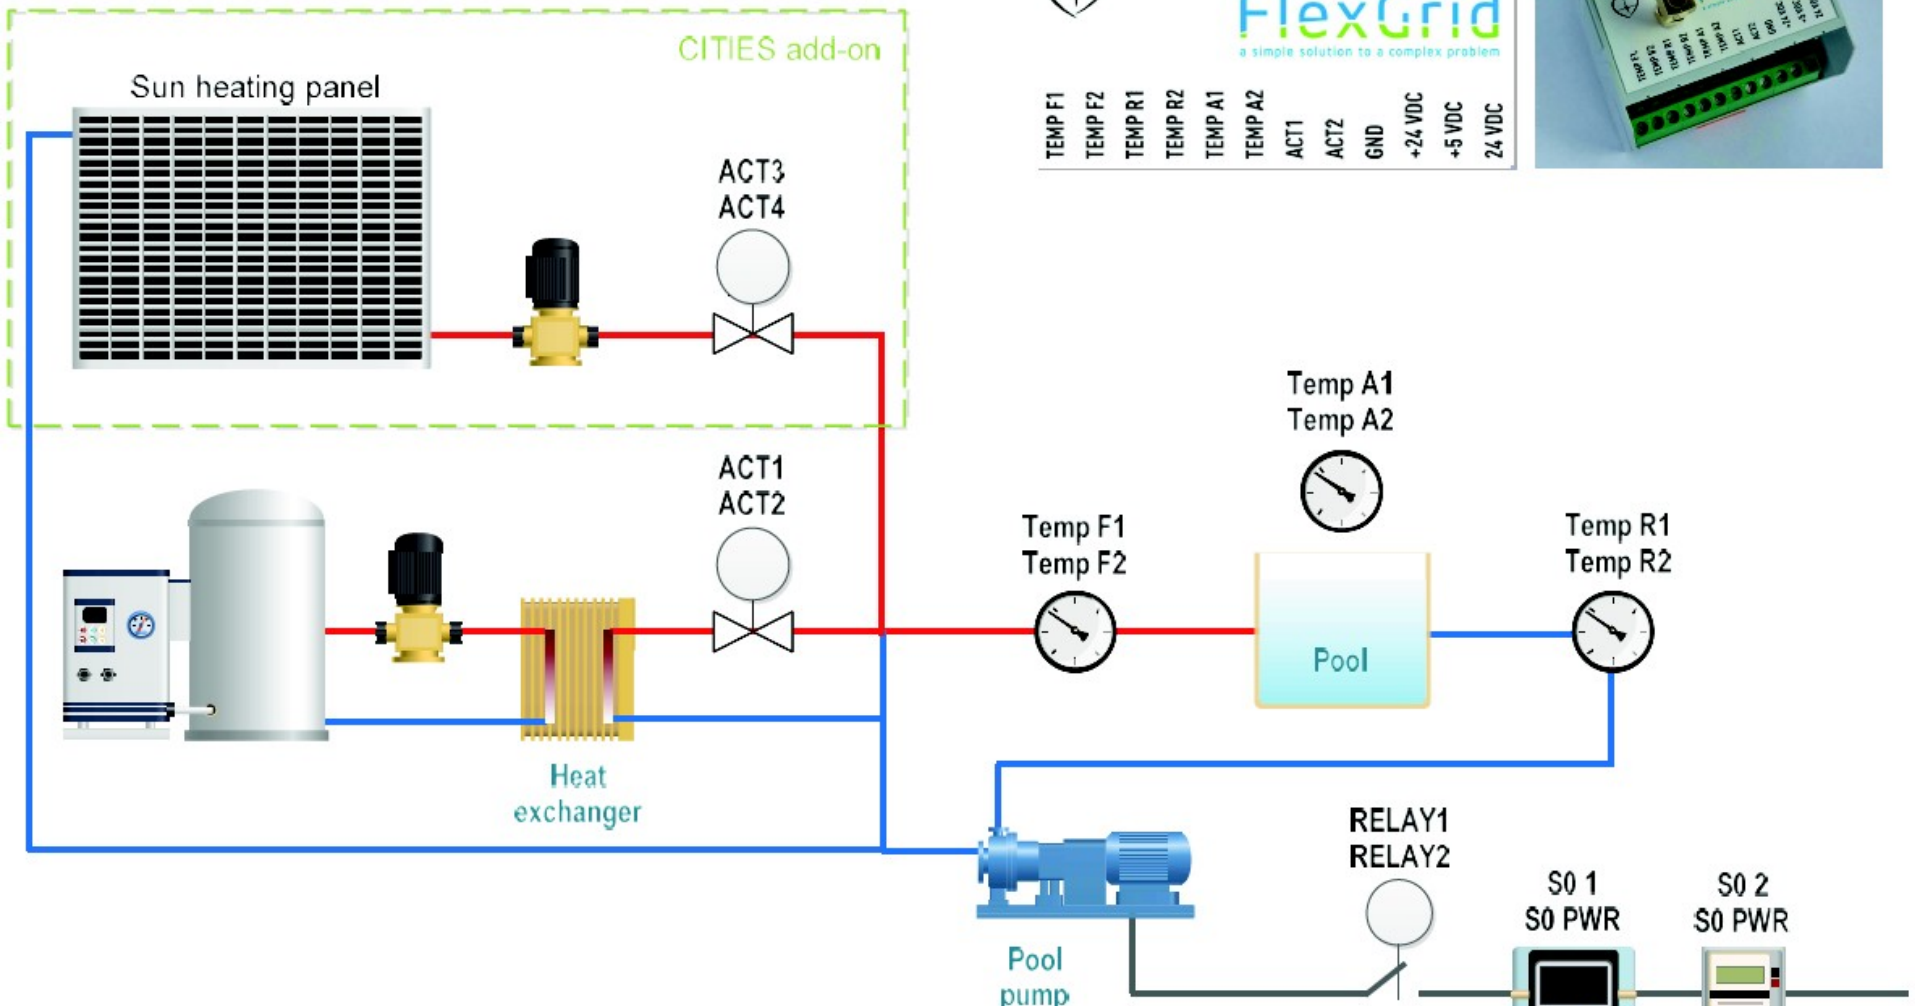 CITIES add-on
Sun heating panel
ACT3
ACT4
FlexGrid
a simple solution to a complex problem
TEMP F1
TEMP F2
TEMP R1
TEMP R2
TEMP A1
TEMP A2
ACT1
ACT2
GND
+24 VDC
+5 VDC
24 VDC
ACT1
ACT2
Temp F1
Temp F2
Temp A1
Temp A2
Temp R1
Temp R2
Pool
Heat
exchanger
RELAY1
RELAY2
S0 1
S0 PWR
S0 2
S0 PWR
Pool
pump